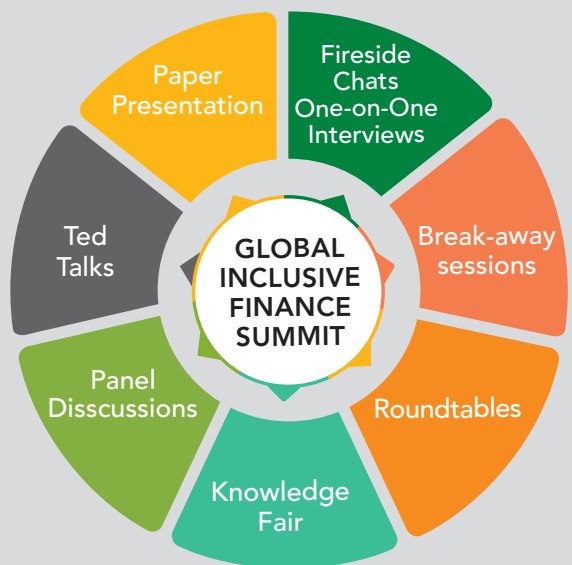 Paper
Presentation
Fireside
Chats
One-on-One
Interviews
Ted
Talks
GLOBAL
INCLUSIVE
FINANCE
SUMMIT
Break-away
sessions
Panel
Disscussions
Roundtables
Knowledge
Fair